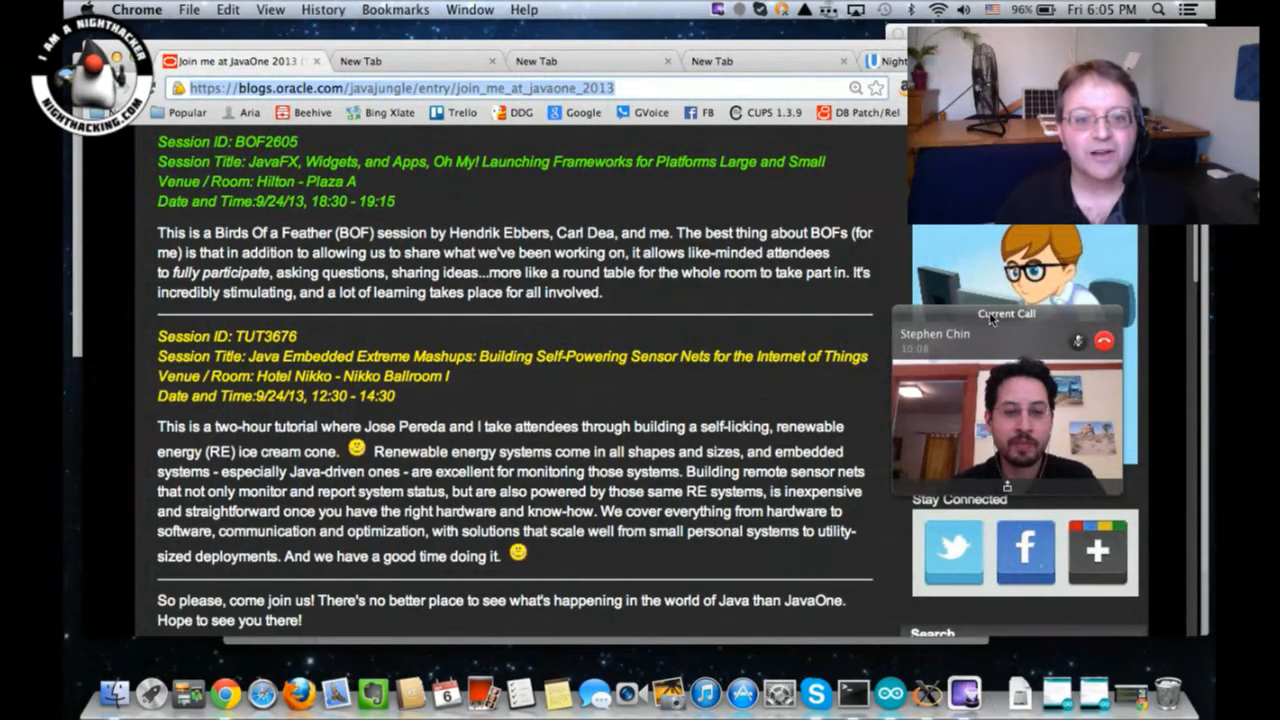 Chrome File Edit View History Bookmarks Window Help
96% Fri 6:05 PM
I AM A NIGHTHACKER
NIGHTHACKING.COM
Join me at JavaOne 2013 (
New Tab
New Tab
New Tab
Night
https://blogs.oracle.com/javajungle/entry/join_me_at_javaone_2013
Popular Aria Beehive Bing Xlate Trello DDG Google GVoice FB CUPS 1.3.9 DB Patch/Rel
Session ID: BOF2605
Session Title: JavaFX, Widgets, and Apps, Oh My! Launching Frameworks for Platforms Large and Small
Venue / Room: Hilton - Plaza A
Date and Time:9/24/13, 18:30 - 19:15
This is a Birds Of a Feather (BOF) session by Hendrik Ebbers, Carl Dea, and me. The best thing about BOFs (for
me) is that in addition to allowing us to share what we've been working on, it allows like-minded attendees
to fully participate, asking questions, sharing ideas...more like a round table for the whole room to take part in. It's
incredibly stimulating, and a lot of learning takes place for all involved.
Session ID: TUT3676
Session Title: Java Embedded Extreme Mashups: Building Self-Powering Sensor Nets for the Internet of Things
Venue / Room: Hotel Nikko - Nikko Ballroom I
Date and Time:9/24/13, 12:30 - 14:30
This is a two-hour tutorial where Jose Pereda and I take attendees through building a self-licking, renewable
energy (RE) ice cream cone. Renewable energy systems come in all shapes and sizes, and embedded
systems - especially Java-driven ones - are excellent for monitoring those systems. Building remote sensor nets
that not only monitor and report system status, but are also powered by those same RE systems, is inexpensive
and straightforward once you have the right hardware and know-how. We cover everything from hardware to
software, communication and optimization, with solutions that scale well from small personal systems to utility-
sized deployments. And we have a good time doing it.
So please, come join us! There's no better place to see what's happening in the world of Java than JavaOne.
Hope to see you there!
Current Call
Stephen Chin
10:08
Stay Connected
Search
6